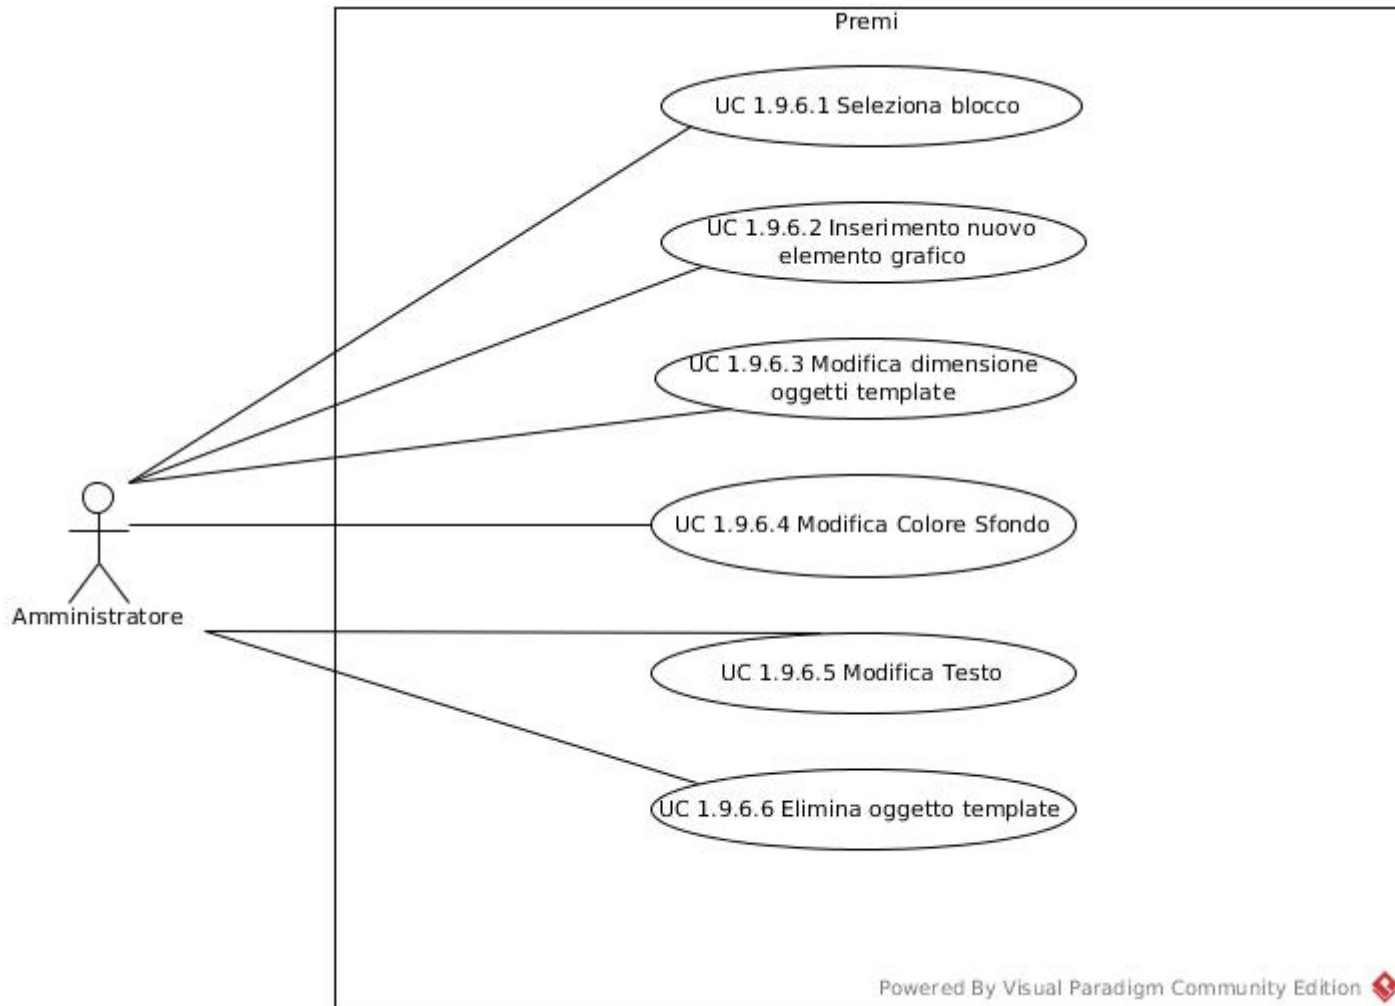 Premi
UC 1.9.6.1 Seleziona blocco
UC 1.9.6.2 Inserimento nuovo
elemento grafico
UC 1.9.6.3 Modifica dimensione
oggetti template
UC 1.9.6.4 Modifica Colore Sfondo
Amministratore
UC 1.9.6.5 Modifica Testo
UC 1.9.6.6 Elimina oggetto template
Powered By Visual Paradigm Community Edition